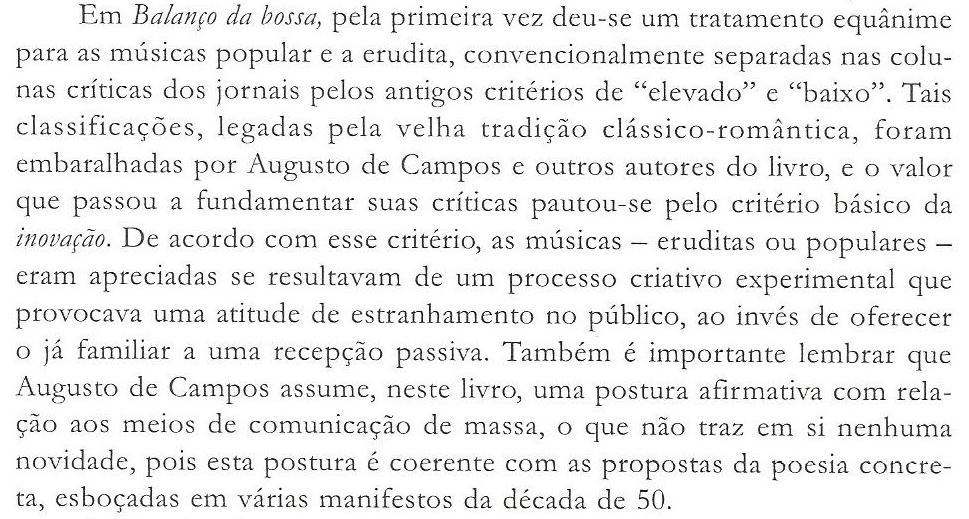 Em Balanço da bossa, pela primeira vez deu-se um tratamento equânime
para as músicas popular e a erudita, convencionalmente separadas nas colu-
nas críticas dos jornais pelos antigos critérios de “elevado” e “baixo”. Tais
classificações, legadas pela velha tradição clássico-romântica, foram
embaralhadas por Augusto de Campos e outros autores do livro, e o valor
que passou a fundamentar suas críticas pautou-se pelo critério básico da
inovação. De acordo com esse critério, as músicas – eruditas ou populares –
eram apreciadas se resultavam de um processo criativo experimental que
provocava uma atitude de estranhamento no público, ao invés de oferecer
o já familiar a uma recepção passiva. Também é importante lembrar que
Augusto de Campos assume, neste livro, uma postura afirmativa com rela-
ção aos meios de comunicação de massa, o que não traz em si nenhuma
novidade, pois esta postura é coerente com as propostas da poesia concre-
ta, esboçadas em várias manifestos da década de 50.